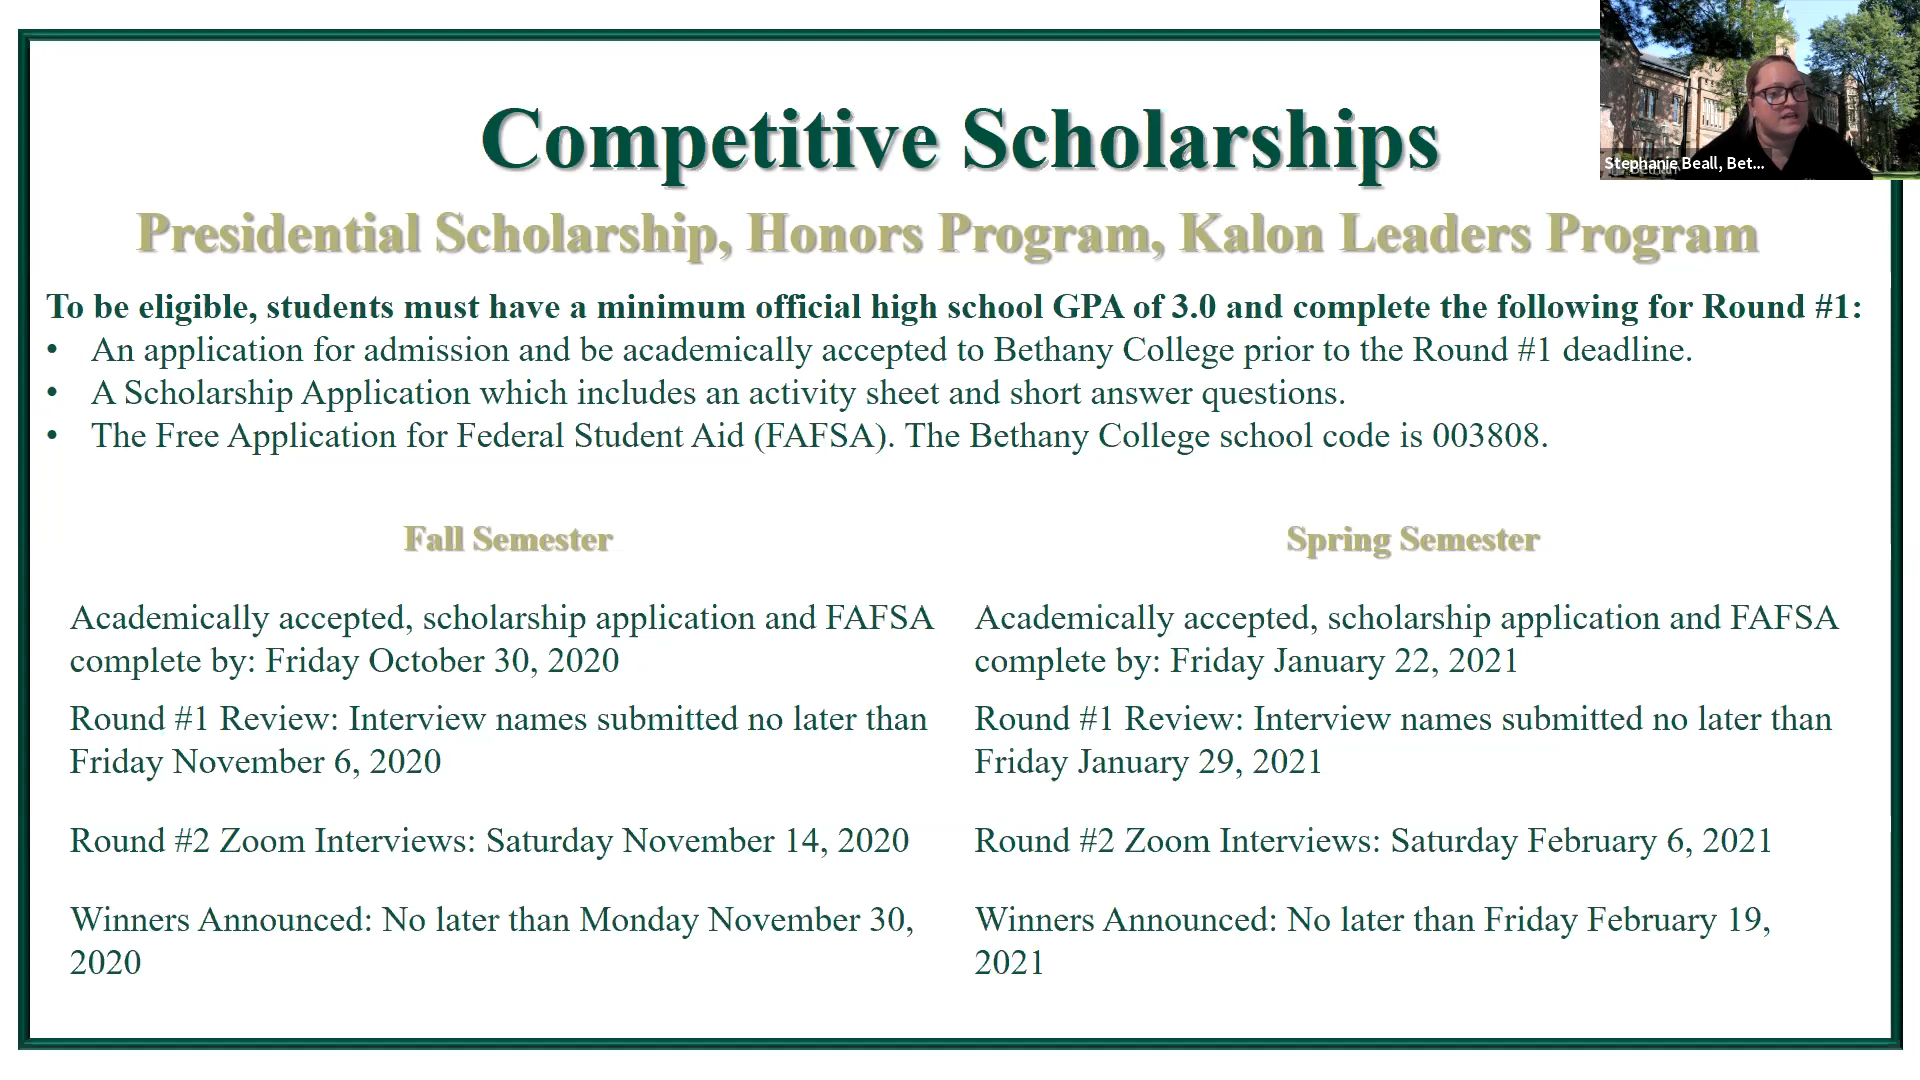 Competitive Scholarships
Stephanie Beall, Bet...
Presidential Scholarship, Honors Program, Kalon Leaders Program
To be eligible, students must have a minimum official high school GPA of 3.0 and complete the following for Round #1:
• An application for admission and be academically accepted to Bethany College prior to the Round #1 deadline.
• A Scholarship Application which includes an activity sheet and short answer questions.
• The Free Application for Federal Student Aid (FAFSA). The Bethany College school code is 003808.
Fall Semester
Academically accepted, scholarship application and FAFSA
complete by: Friday October 30, 2020
Round #1 Review: Interview names submitted no later than
Friday November 6, 2020
Round #2 Zoom Interviews: Saturday November 14, 2020
Winners Announced: No later than Monday November 30,
2020
Spring Semester
Academically accepted, scholarship application and FAFSA
complete by: Friday January 22, 2021
Round #1 Review: Interview names submitted no later than
Friday January 29, 2021
Round #2 Zoom Interviews: Saturday February 6, 2021
Winners Announced: No later than Friday February 19,
2021